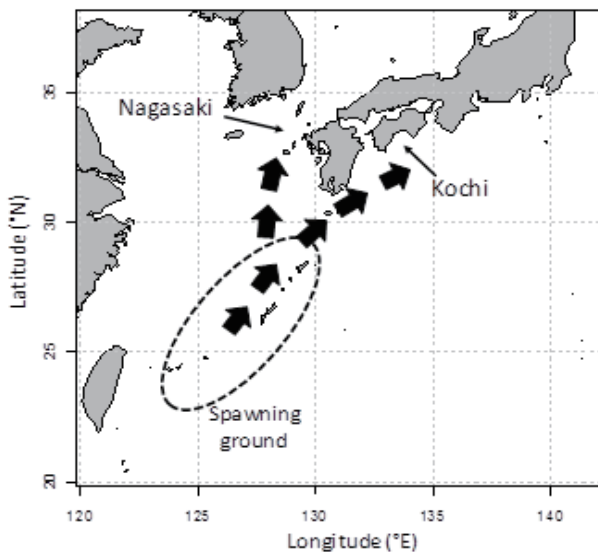 35
Nagasaki
Kochi
30
Latitude (°N)
25
Spawning
ground
20
120
125
130
135
140
Longitude (°E)